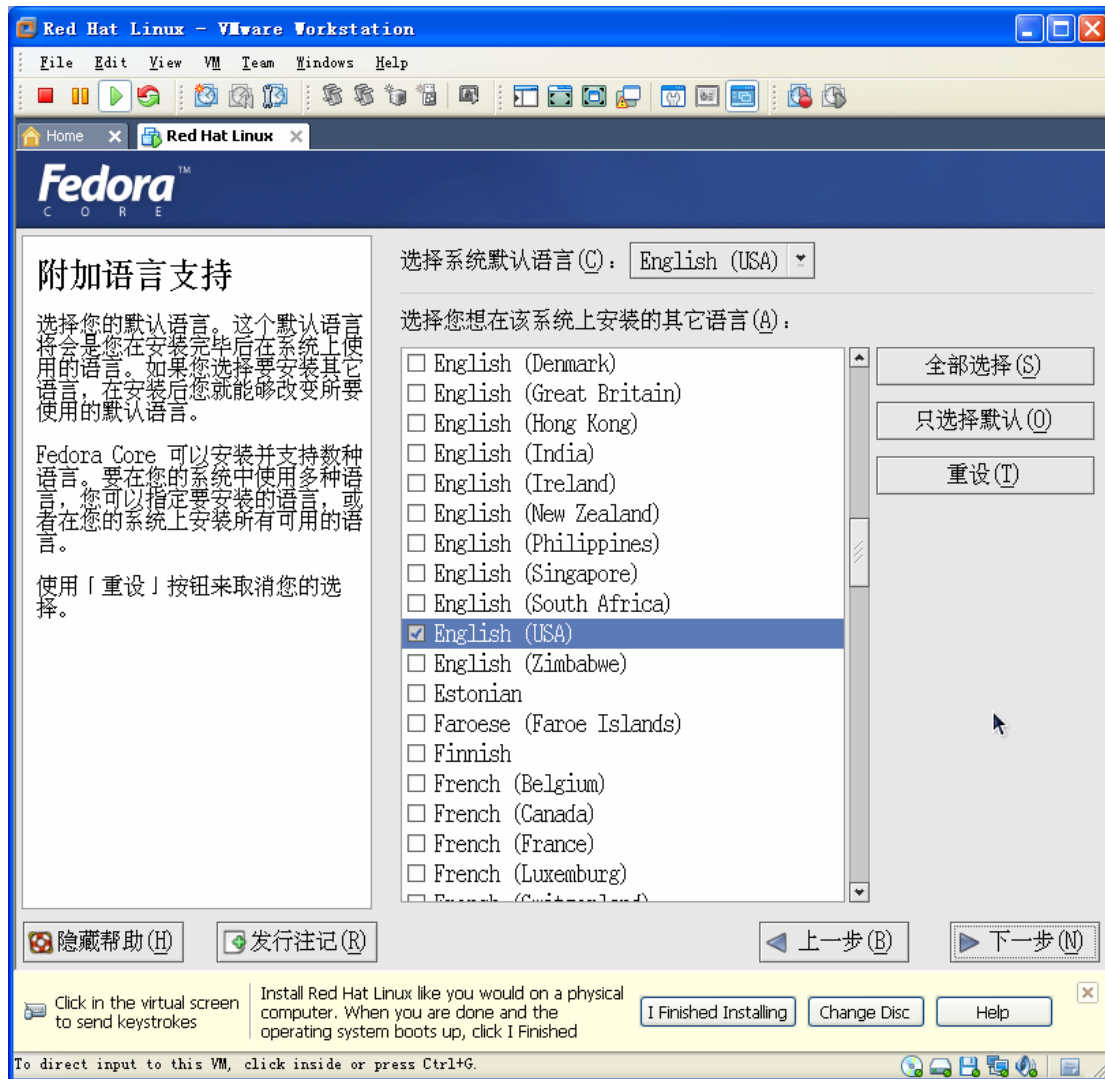 Red Hat Linux - VMware Workstation
File Edit View VM Team Windows Help
Home Red Hat Linux
Fedora™
CORE
附加语言支持
选择您的默认语言。这个默认语言
将会是您在安装完毕后在系统上使
用的语言。如果您选择要安装其它
语言，在安装后您就能够改变所要
使用的默认语言。
Fedora Core 可以安装并支持数种
语言。要在您的系统中使用多种语
言，您可以指定要安装的语言，或
者在您的系统上安装所有可用的语
言。
使用「重设」按钮来取消您的选
择。
选择系统默认语言(C)： English (USA)
选择您想在该系统上安装的其它语言(A)：
English (Denmark)
English (Great Britain)
English (Hong Kong)
English (India)
English (Ireland)
English (New Zealand)
English (Philippines)
English (Singapore)
English (South Africa)
English (USA)
English (Zimbabwe)
Estonian
Faroese (Faroe Islands)
Finnish
French (Belgium)
French (Canada)
French (France)
French (Luxemburg)
French (Switzerland)
全部选择(S)
只选择默认(O)
重设(T)
隐藏帮助(H) 发行注记(R) 上一步(B) 下一步(N)
Click in the virtual screen
to send keystrokes
Install Red Hat Linux like you would on a physical
computer. When you are done and the
operating system boots up, click I Finished
I Finished Installing Change Disc Help
To direct input to this VM, click inside or press Ctrl+G.